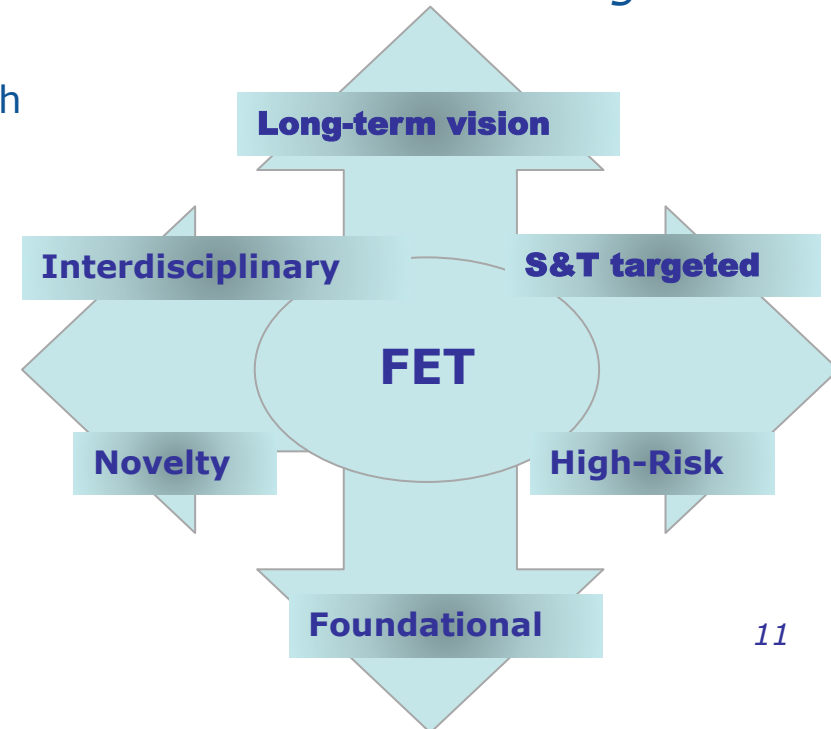 g
h
Long-term vision
Interdisciplinary
S&T targeted
FET
Novelty
High-Risk
Foundational
11